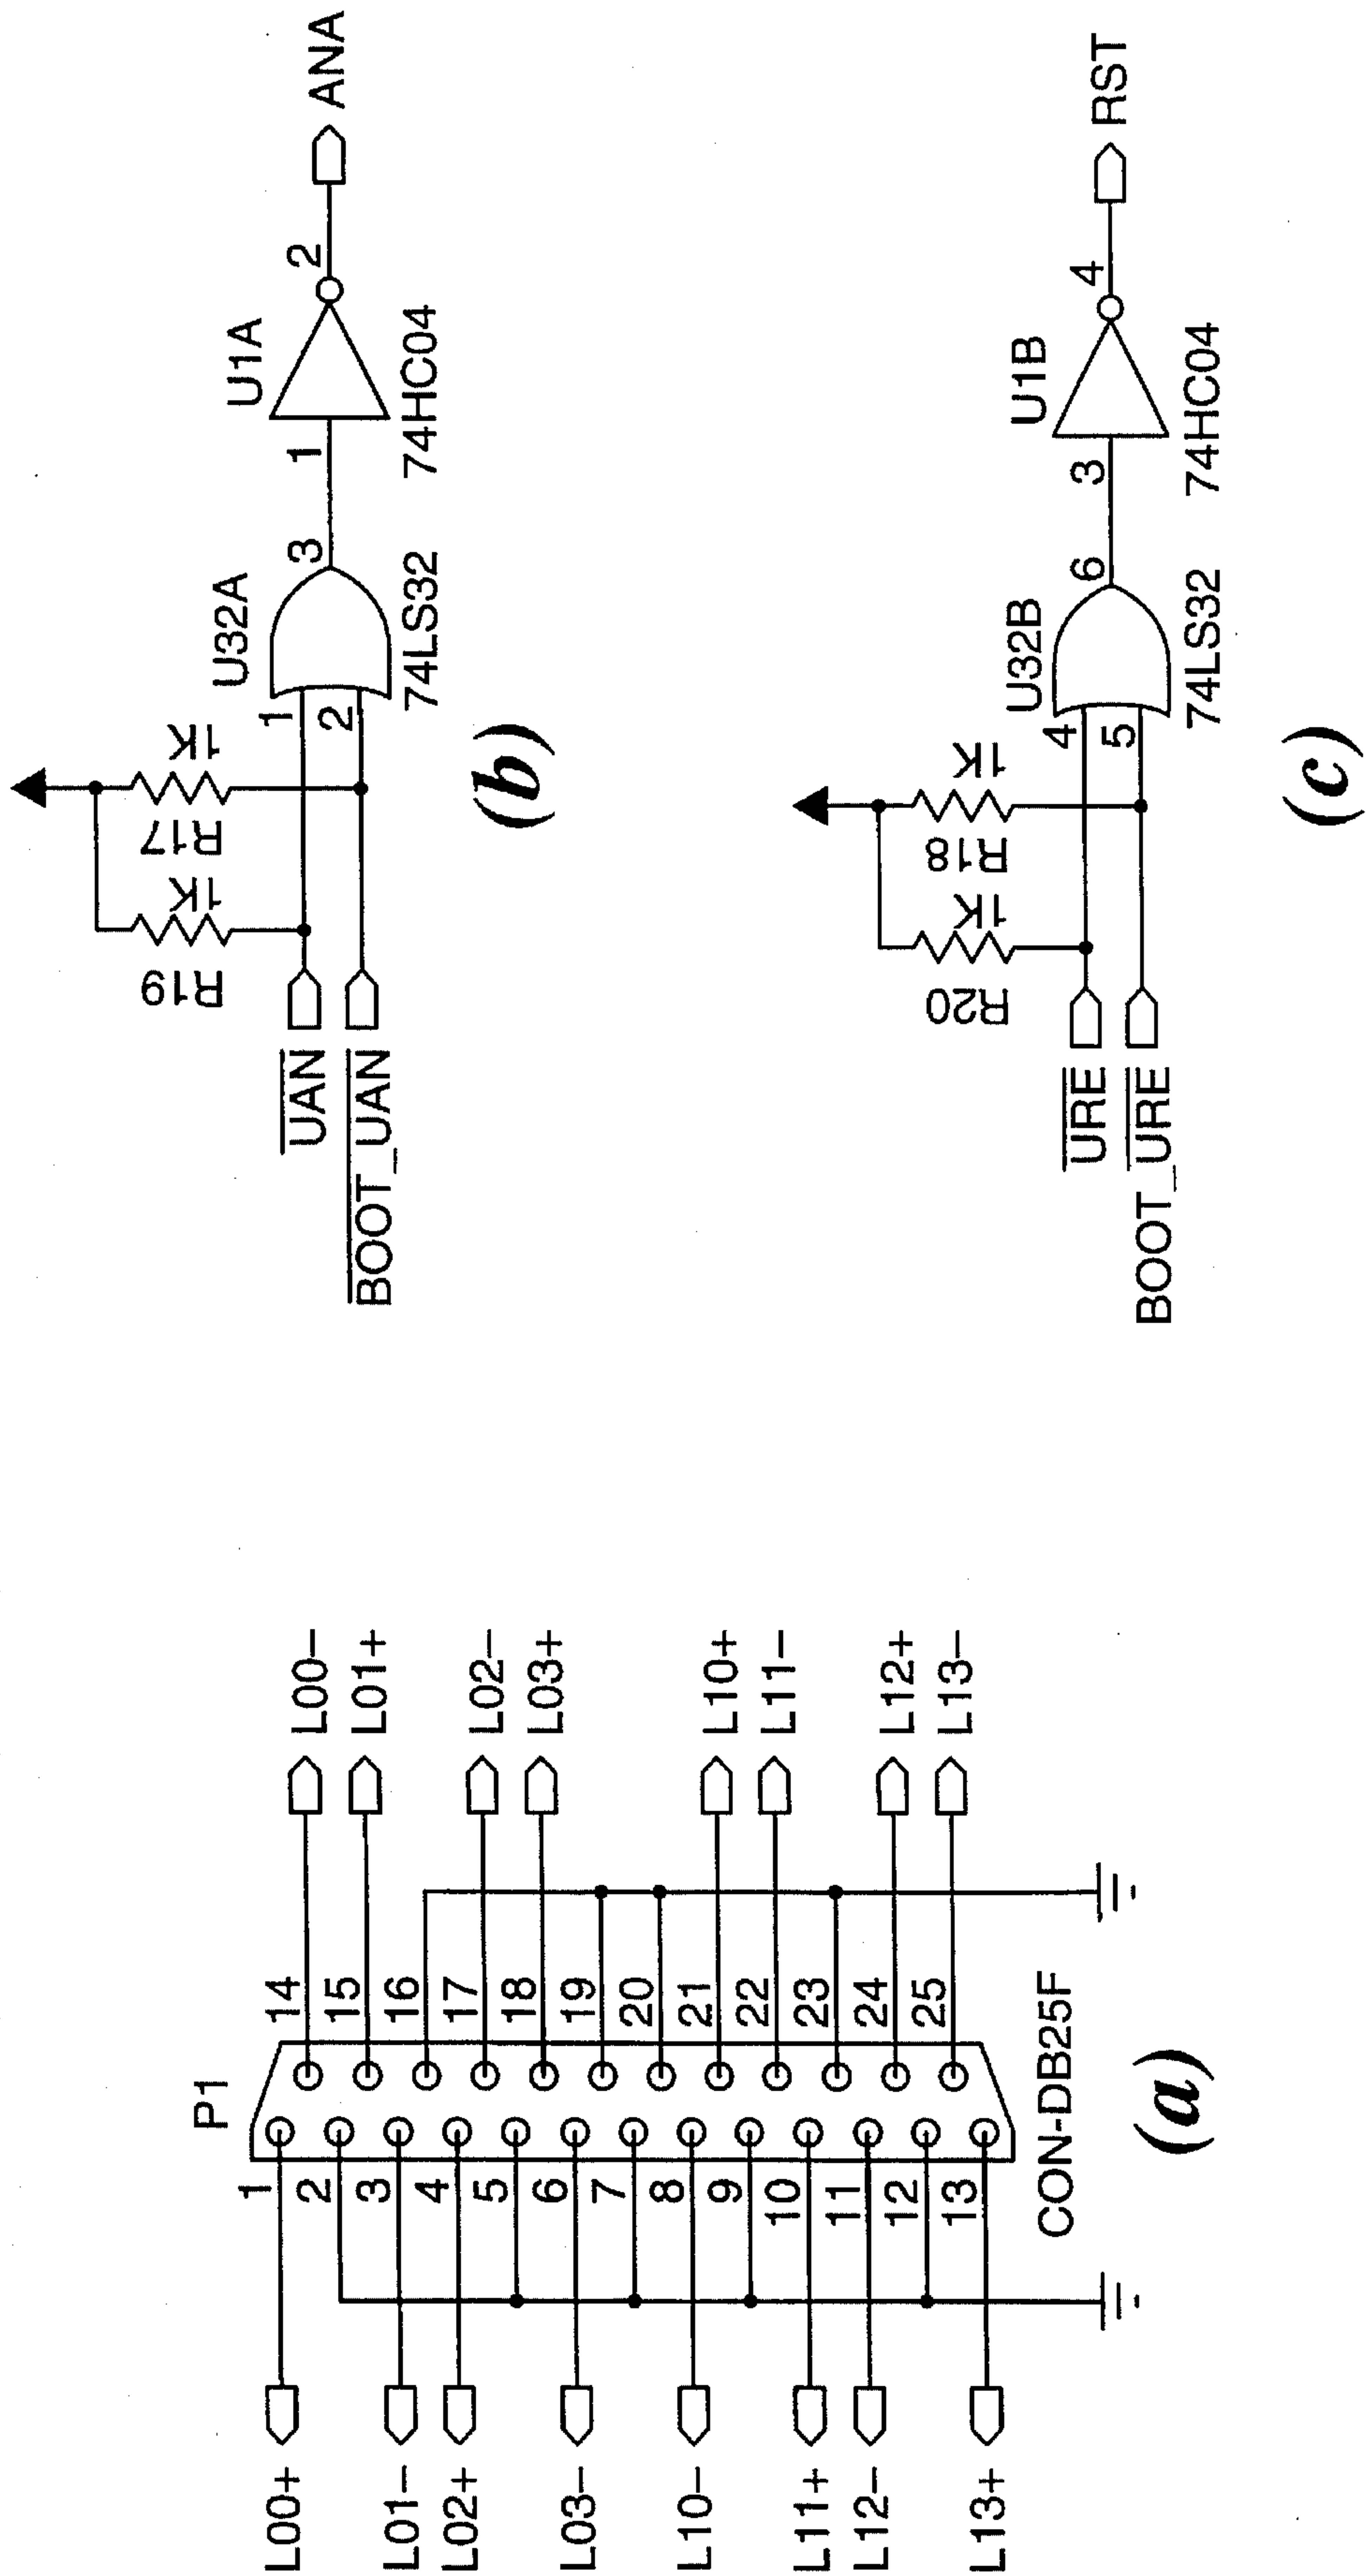 P1
L00+
1
2
L01-
3
L02+
4
5
L03-
6
7
L10-
8
9
L11+
10
L12-
11
12
L13+
13
14
L00-
15
L01+
16
17
L02-
18
L03+
19
20
21
L10+
22
L11-
23
24
L12+
25
L13-
CON-DB25F
(a)
R19
1K
R17
1K
UAN
BOOT_UAN
1
2
U32A
3
74LS32
1
U1A
2
74HC04
ANA
(b)
R20
1K
R18
1K
URE
BOOT_URE
4
5
U32B
6
74LS32
3
U1B
4
74HC04
RST
(c)